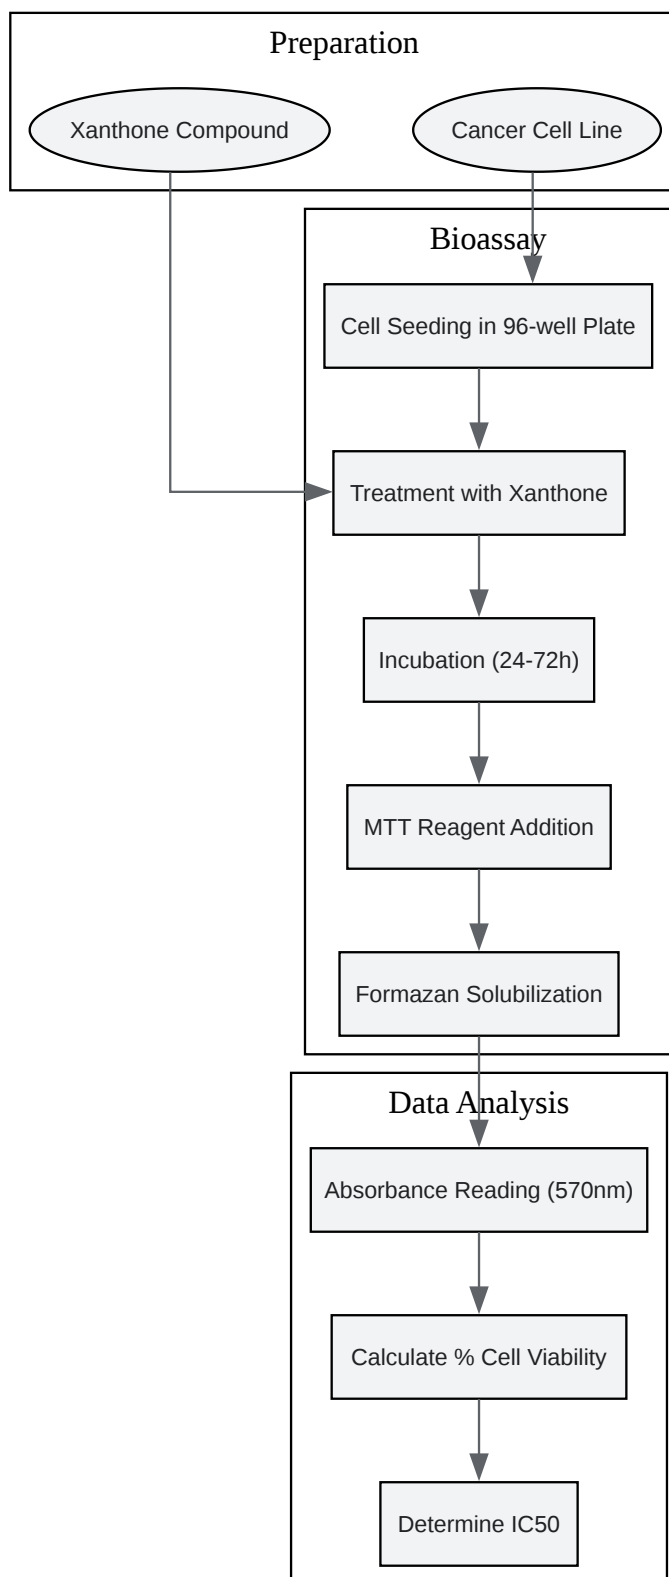 Preparation
Xanthone Compound
Cancer Cell Line
Bioassay
Cell Seeding in 96-well Plate
Treatment with Xanthone
Incubation (24-72h)
MTT Reagent Addition
Formazan Solubilization
Data Analysis
Absorbance Reading (570nm)
Calculate % Cell Viability
Determine IC50